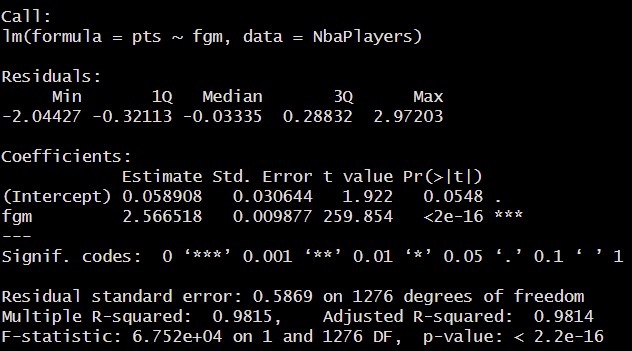 Call:
lm(formula = pts ~ fgm, data = NbaPlayers)
Residuals:
     Min       1Q   Median       3Q      Max
-2.04427 -0.32113 -0.03335  0.28832  2.97203
Coefficients:
            Estimate Std. Error t value Pr(>|t|)
(Intercept) 0.058908   0.030644   1.922   0.0548 .
fgm         2.566518   0.009877 259.854   <2e-16 ***
---
Signif. codes:  0 ‘***’ 0.001 ‘**’ 0.01 ‘*’ 0.05 ‘.’ 0.1 ‘ ’ 1
Residual standard error: 0.5869 on 1276 degrees of freedom
Multiple R-squared:  0.9815,    Adjusted R-squared:  0.9814
F-statistic: 6.752e+04 on 1 and 1276 DF,  p-value: < 2.2e-16